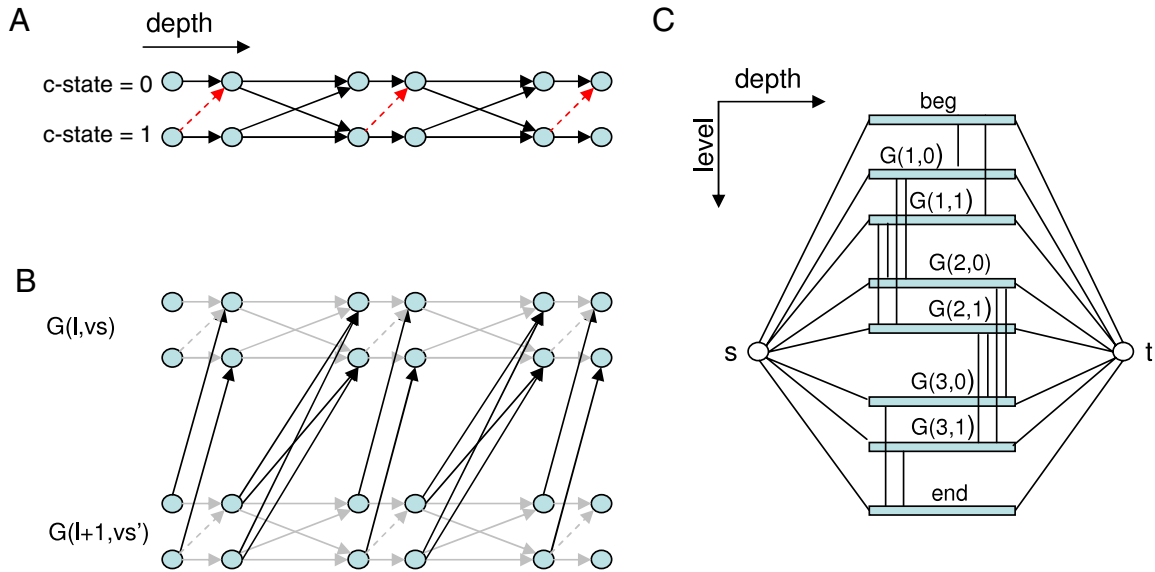 A
depth
c-state = 0
c-state = 1
B
G(l,vs)
G(l+1,vs')
C
depth
level
beg
G(1,0)
G(1,1)
G(2,0)
G(2,1)
s
t
G(3,0)
G(3,1)
end